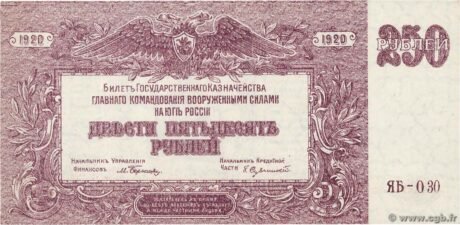 1920 1920
250
РУБЛЕЙ
БИЛЕТЪ ГОСУДАРСТВЕННАГО КАЗНАЧЕЙСТВА
ГЛАВНАГО КОМАНДОВАНІЯ ВООРУЖЕННЫМИ СИЛАМИ
НА ЮГѢ РОССІИ
ДВѢСТИ ПЯТЬДЕСЯТЪ
РУБЛЕЙ
НАЧАЛЬНИКЪ УПРАВЛЕНІЯ
ФИНАНСОВЪ
НАЧАЛЬНИКЪ КРЕДИТНОЙ
ЧАСТИ
ЯБ-030
© www.cgb.fr